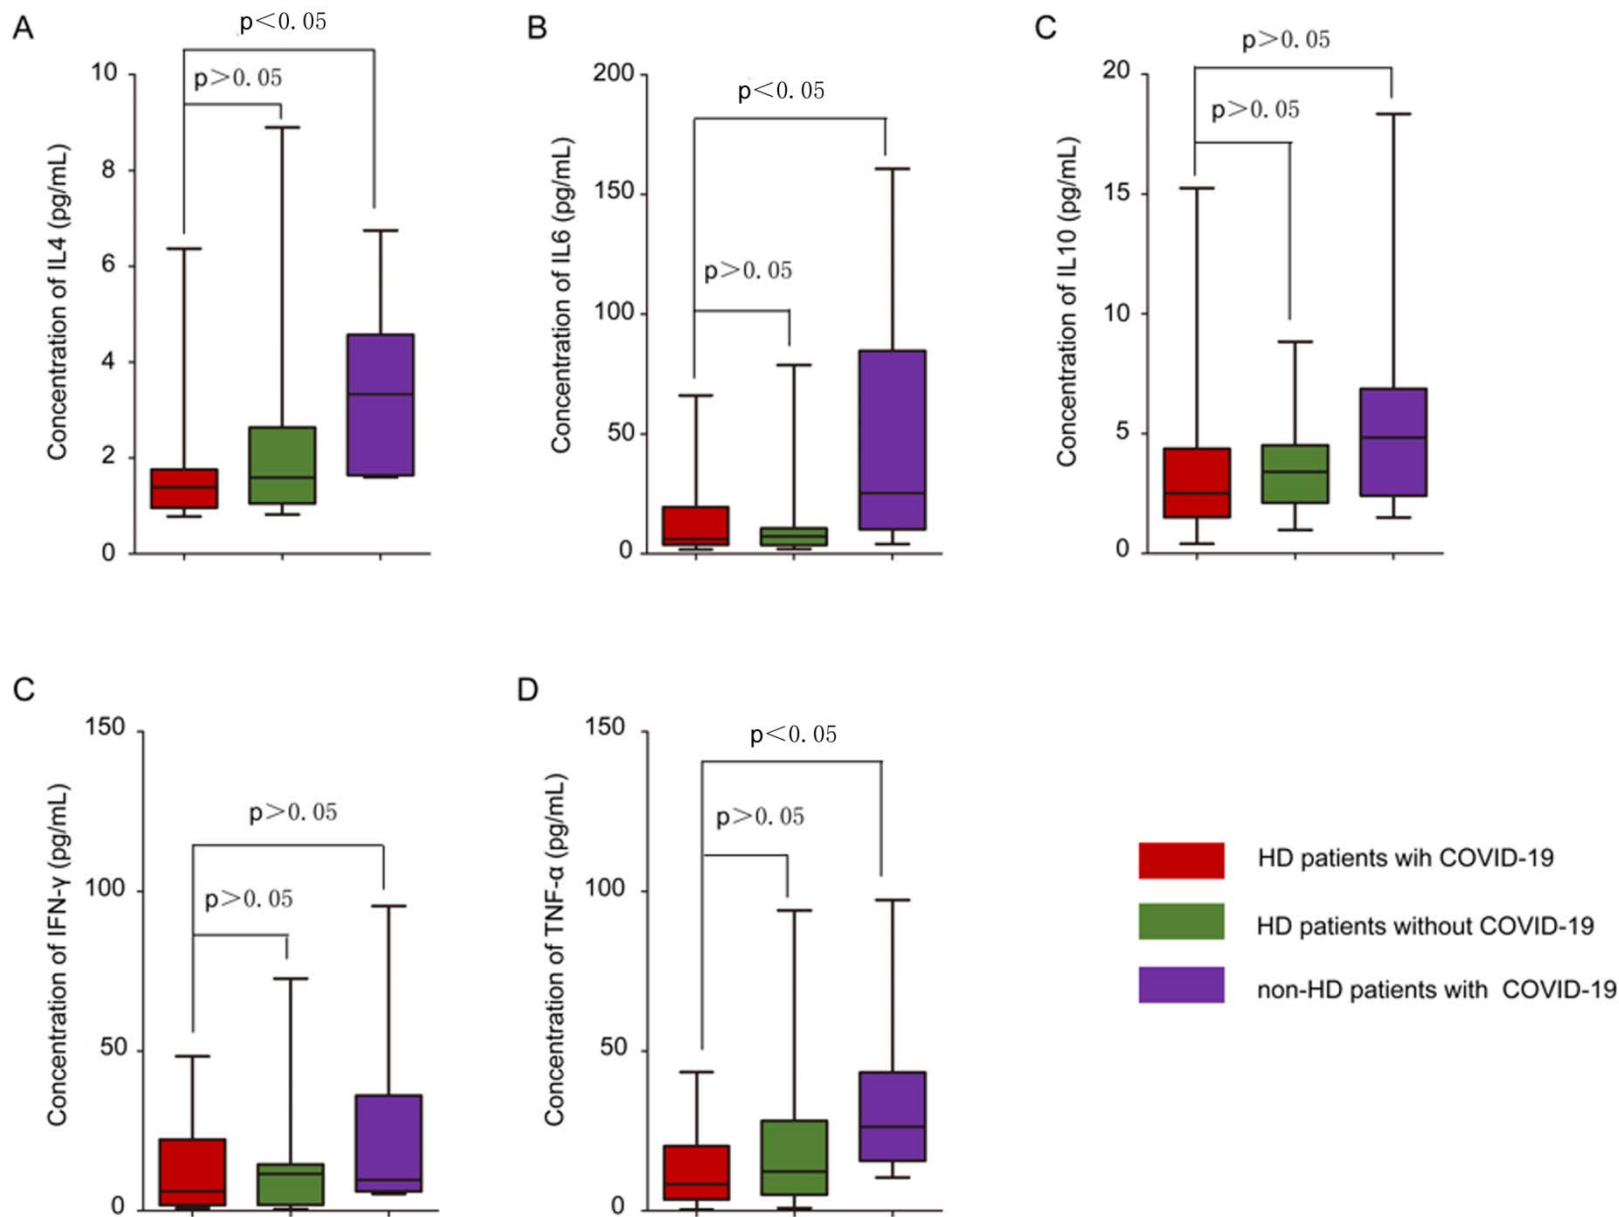 A
p<0.05
p>0.05
10
8
6
4
2
0
Concentration of IL4 (pg/mL)
B
p<0.05
p>0.05
200
150
100
50
0
Concentration of IL6 (pg/mL)
C
p>0.05
p>0.05
20
15
10
5
0
Concentration of IL10 (pg/mL)
C
p>0.05
p>0.05
150
100
50
0
Concentration of IFN-γ (pg/mL)
D
p<0.05
p>0.05
150
100
50
0
Concentration of TNF-α (pg/mL)
HD patients wih COVID-19
HD patients without COVID-19
non-HD patients with COVID-19